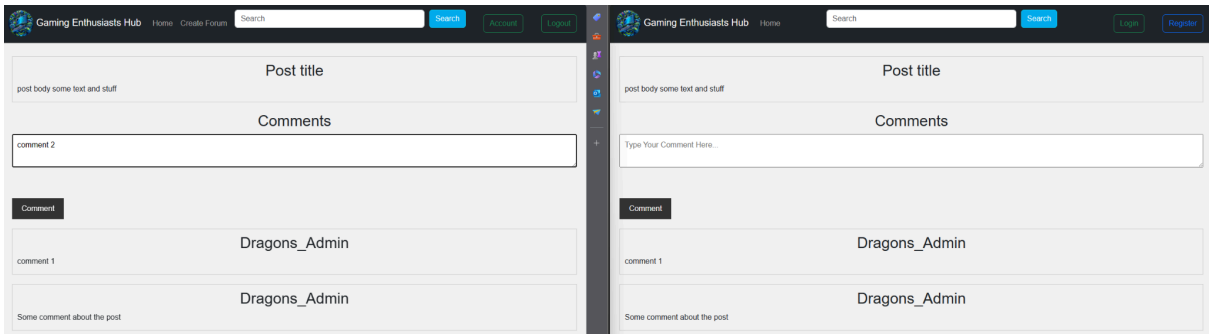 Gaming Enthusiasts Hub Home Create Forum Search Search Account Logout
Post title
post body some text and stuff
Comments
comment 2
Comment
Dragons_Admin
comment 1
Dragons_Admin
Some comment about the post
Gaming Enthusiasts Hub Home Search Search Login Register
Post title
post body some text and stuff
Comments
Type Your Comment Here...
Comment
Dragons_Admin
comment 1
Dragons_Admin
Some comment about the post